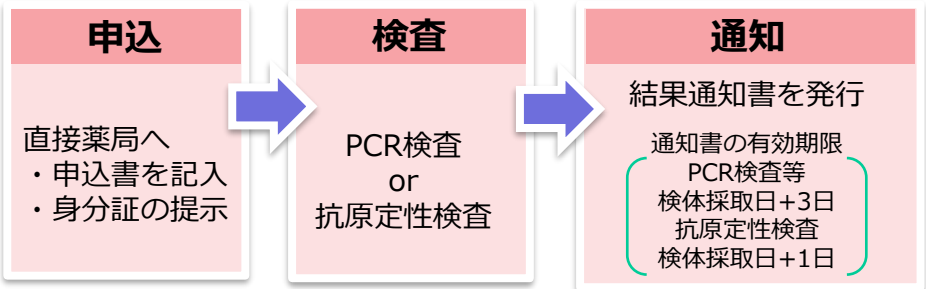 申込
直接薬局へ
・申込書を記入
・身分証の提示
検査
PCR検査
or
抗原定性検査
通知
結果通知書を発行
通知書の有効期限
PCR検査等
検体採取日+3日
抗原定性検査
検体採取日+1日